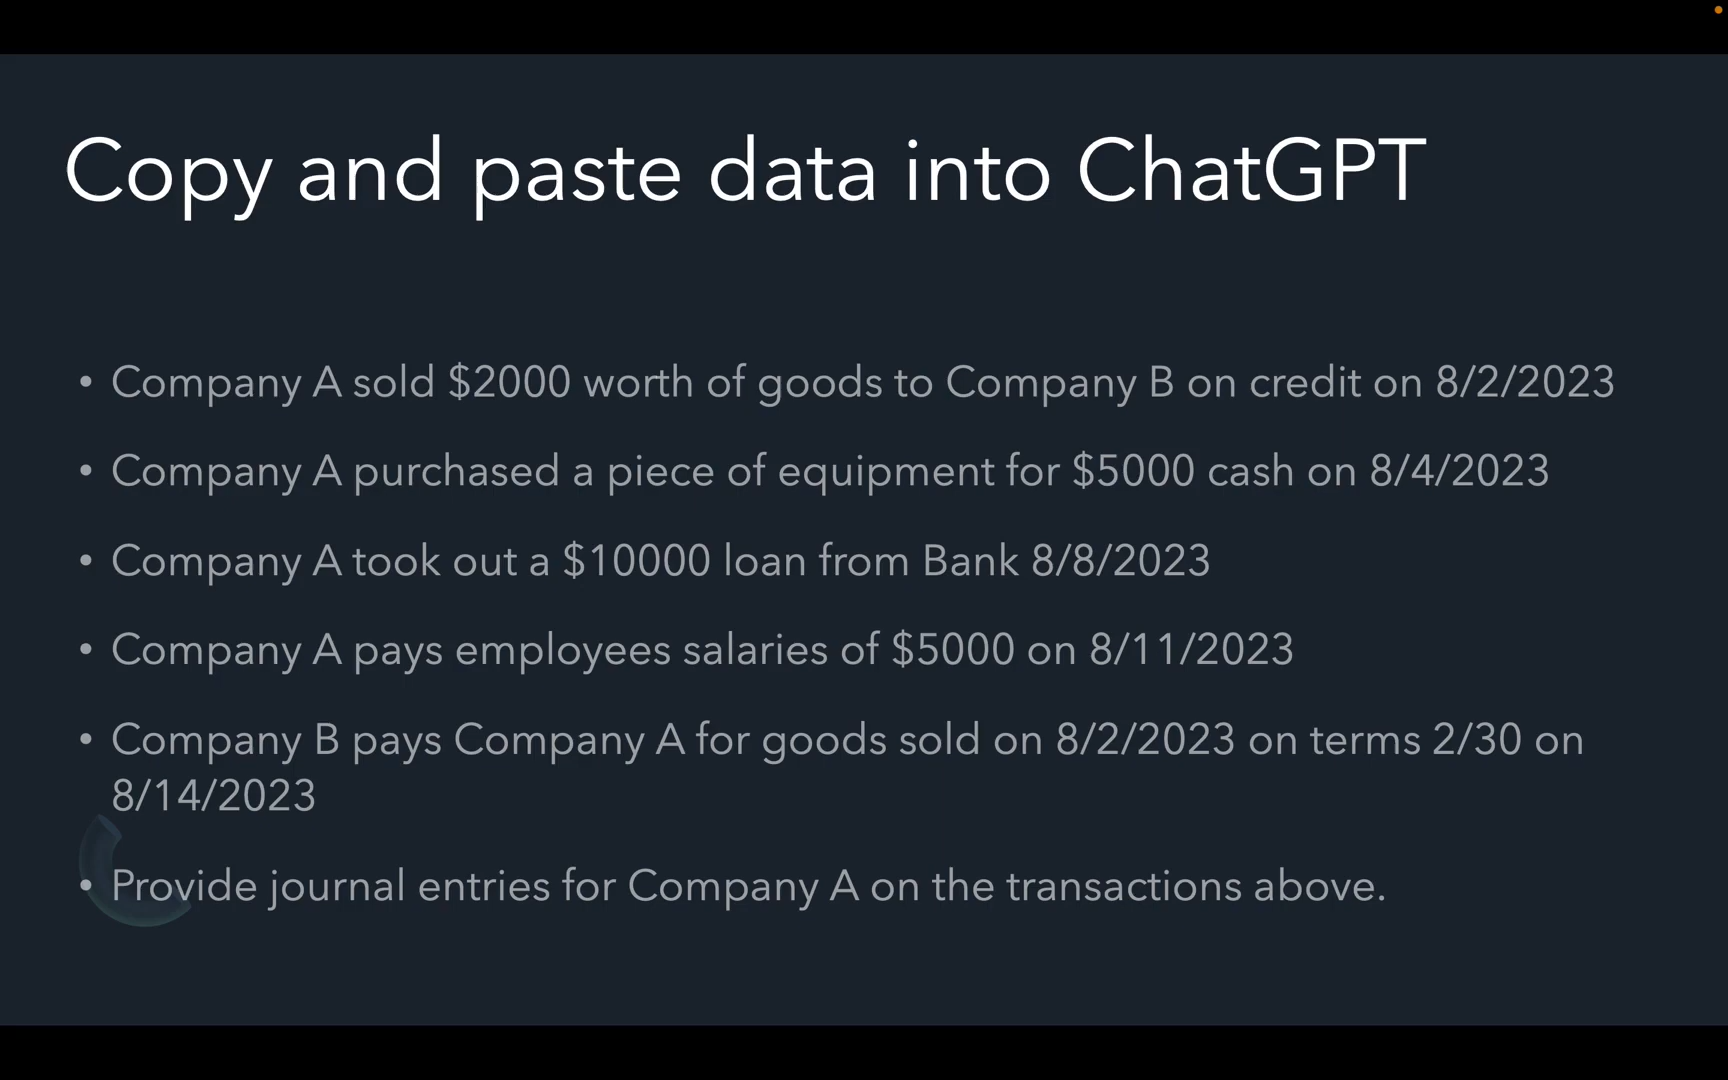 Copy and paste data into ChatGPT
• Company A sold $2000 worth of goods to Company B on credit on 8/2/2023
• Company A purchased a piece of equipment for $5000 cash on 8/4/2023
• Company A took out a $10000 loan from Bank 8/8/2023
• Company A pays employees salaries of $5000 on 8/11/2023
• Company B pays Company A for goods sold on 8/2/2023 on terms 2/30 on
8/14/2023
• Provide journal entries for Company A on the transactions above.